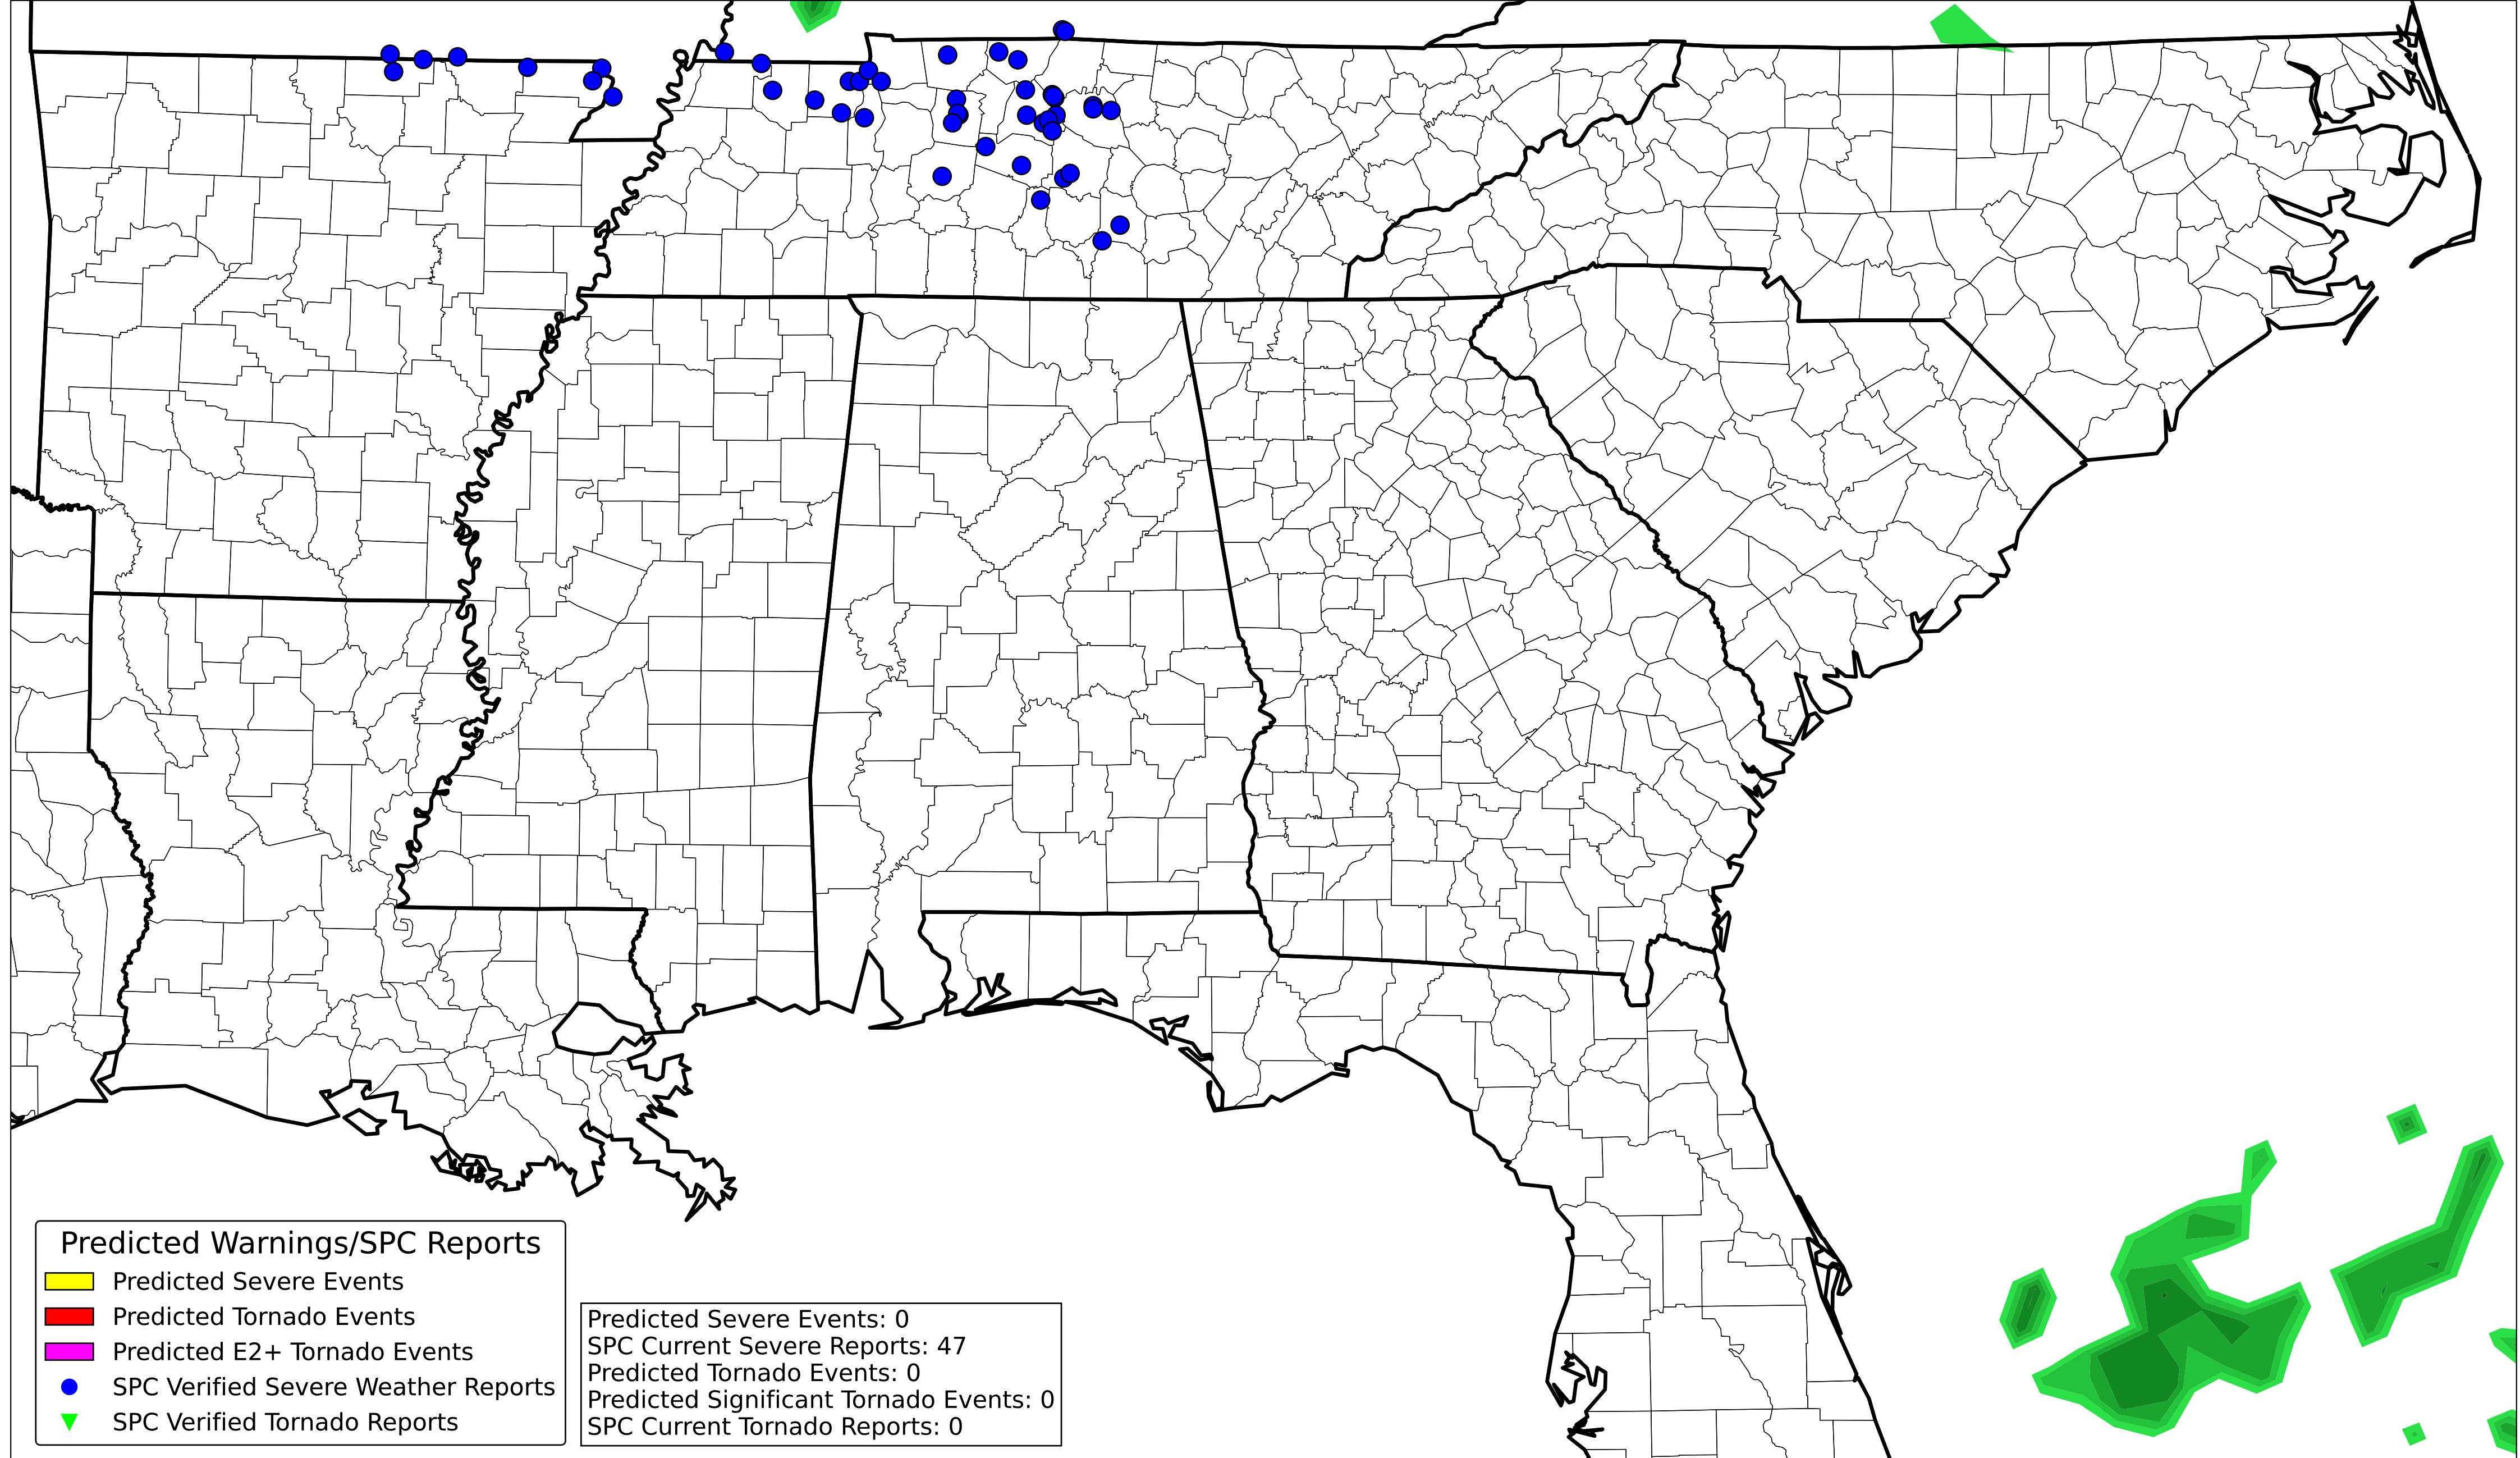 Predicted Warnings/SPC Reports
Predicted Severe Events
Predicted Tornado Events
Predicted E2+ Tornado Events
SPC Verified Severe Weather Reports
SPC Verified Tornado Reports
Predicted Severe Events: 0
SPC Current Severe Reports: 47
Predicted Tornado Events: 0
Predicted Significant Tornado Events: 0
SPC Current Tornado Reports: 0